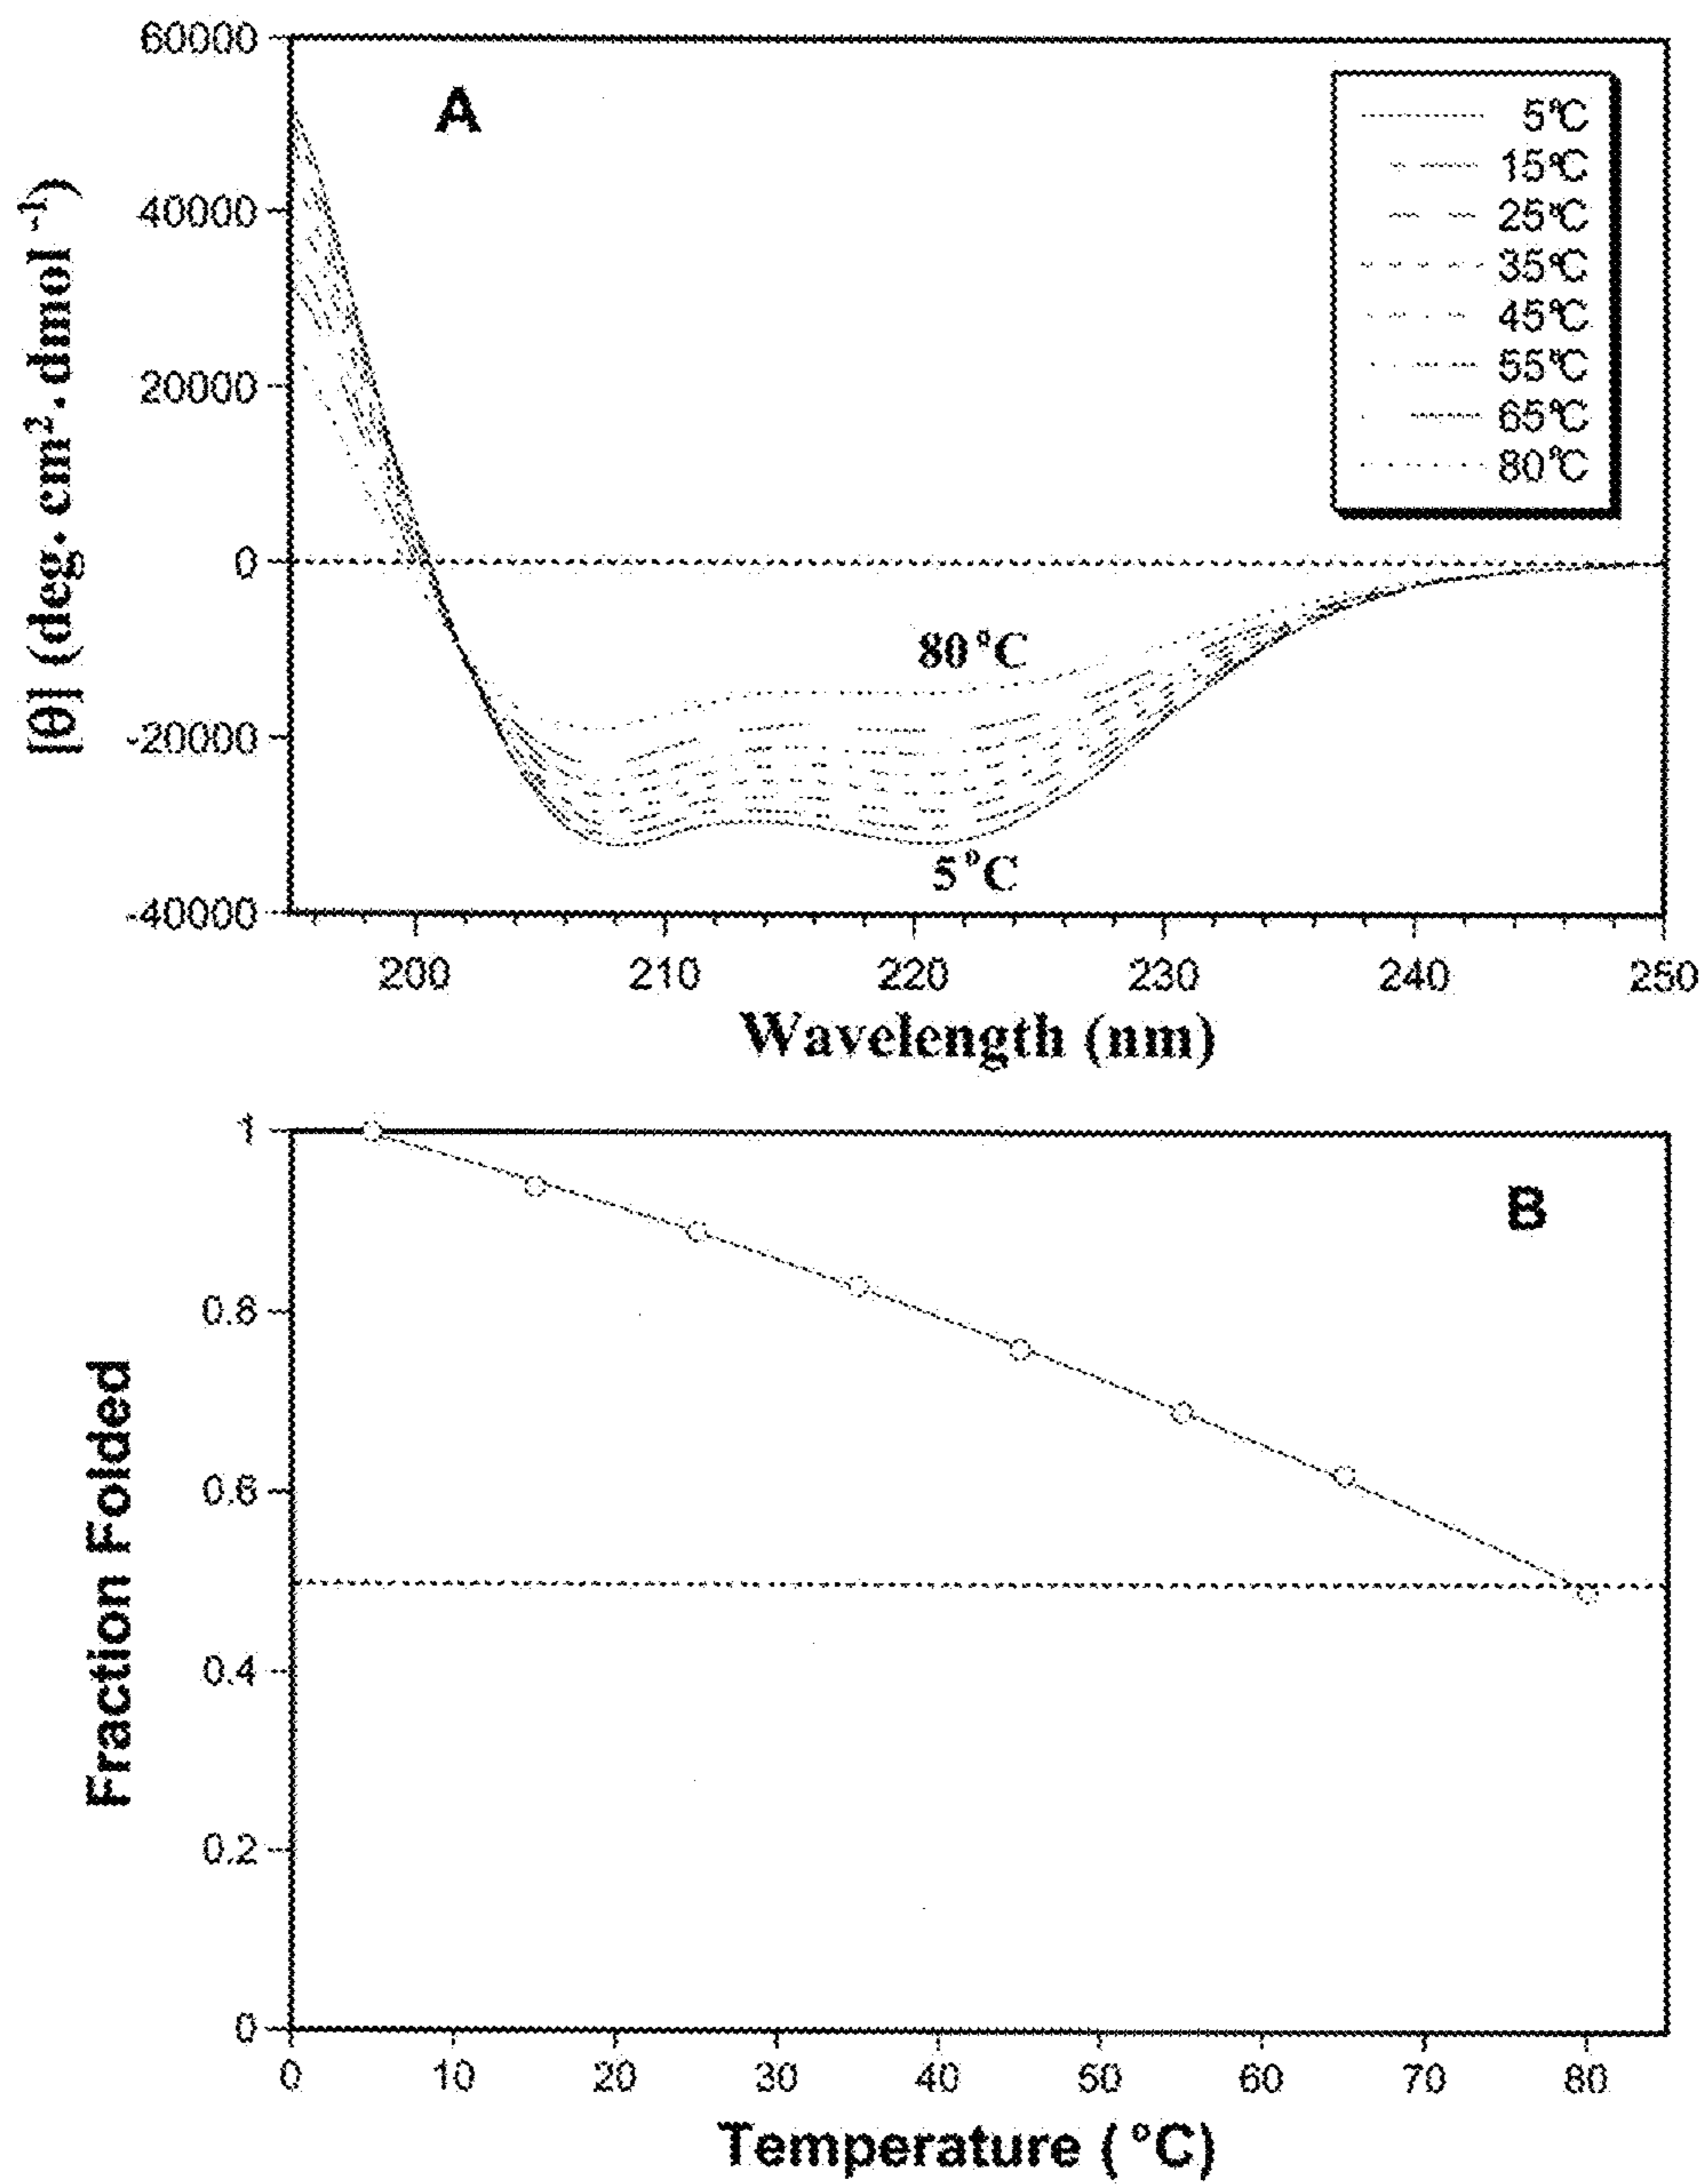 60000
A
5°C
15°C
25°C
35°C
45°C
55°C
65°C
80°C
40000
20000
0
-20000
-40000
[θ] (deg. cm². dmol⁻¹)
80°C
5°C
200 210 220 230 240 250
Wavelength (nm)
1
B
0.8
0.6
0.4
0.2
0
Fraction Folded
0 10 20 30 40 50 60 70 80
Temperature (°C)